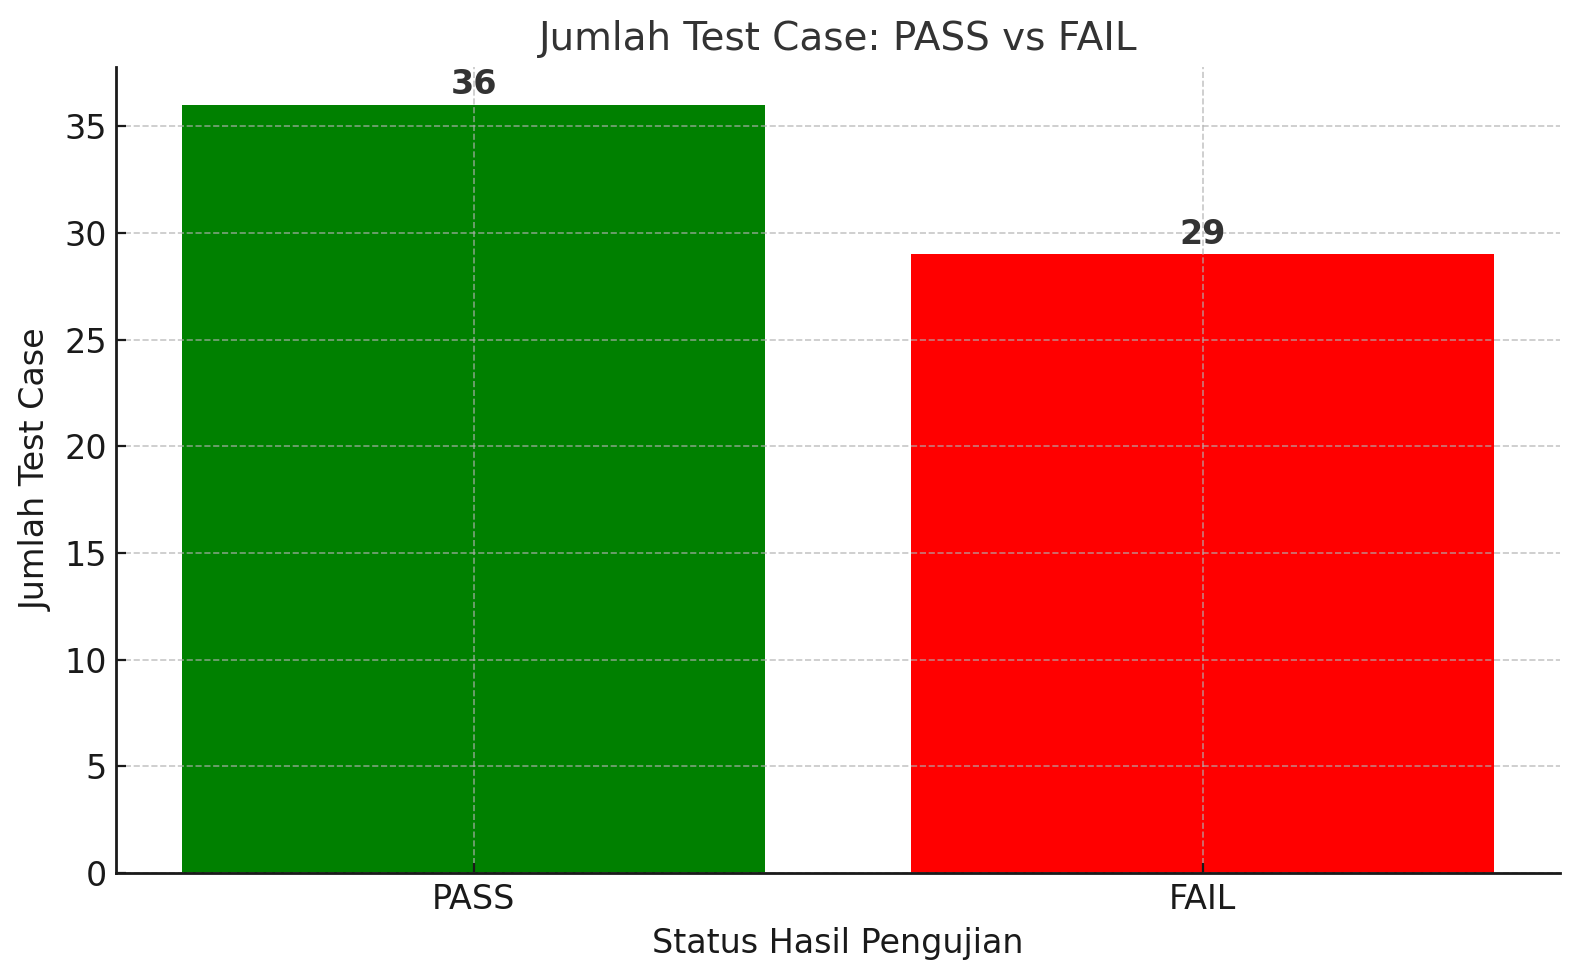 Jumlah Test Case: PASS vs FAIL
36
29
35
30
25
20
15
10
5
0
Jumlah Test Case
PASS
FAIL
Status Hasil Pengujian